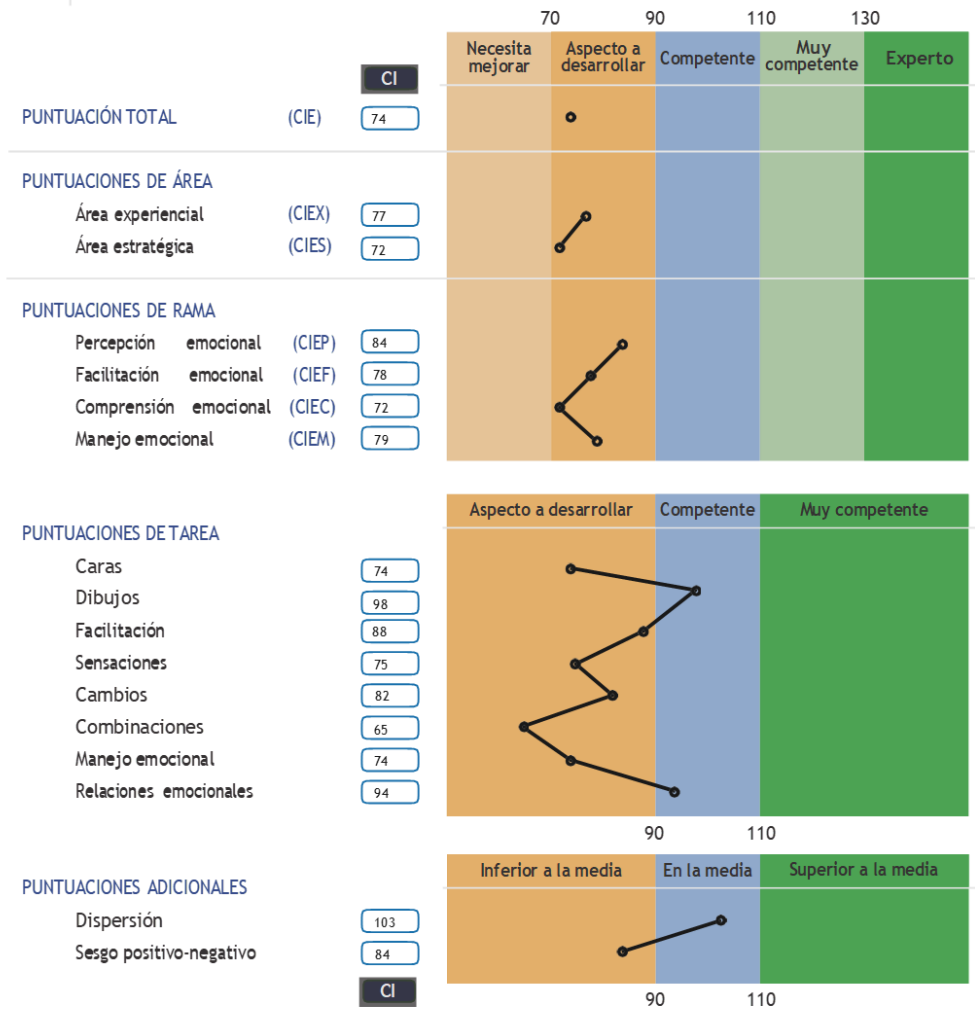 70 90 110 130
Necesita mejorar Aspecto a desarrollar Competente Muy competente Experto
CI
PUNTUACIÓN TOTAL (CIE) 74
PUNTUACIONES DE ÁREA
Área experiencial (CIEX) 77
Área estratégica (CIES) 72
PUNTUACIONES DE RAMA
Percepción emocional (CIEP) 84
Facilitación emocional (CIEF) 78
Comprensión emocional (CIEC) 72
Manejo emocional (CIEM) 79
Aspecto a desarrollar Competente Muy competente
PUNTUACIONES DE TAREA
Caras 74
Dibujos 98
Facilitación 88
Sensaciones 75
Cambios 82
Combinaciones 65
Manejo emocional 74
Relaciones emocionales 94
90 110
Inferior a la media En la media Superior a la media
PUNTUACIONES ADICIONALES
Dispersión 103
Sesgo positivo-negativo 84
CI
90 110